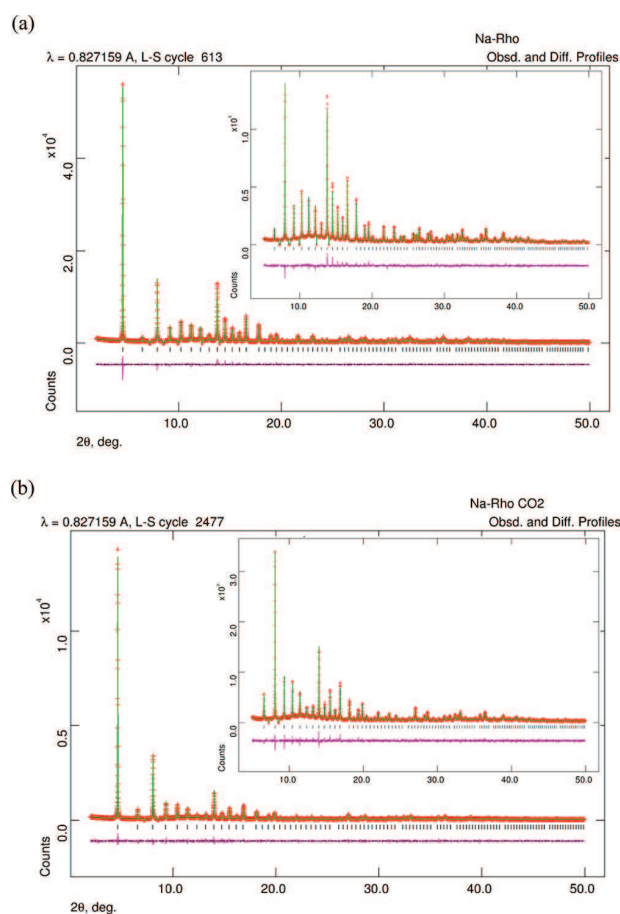 (a)
Na-Rho
λ = 0.827159 A, L-S cycle 613 Obsd. and Diff. Profiles
x10⁴
4.0
2.0
0.0
Counts
10.0 20.0 30.0 40.0 50.0
2θ, deg.
x10⁴
1.0
0.5
0.0
Counts
10.0 20.0 30.0 40.0 50.0
(b)
Na-Rho CO2
λ = 0.827159 A, L-S cycle 2477 Obsd. and Diff. Profiles
x10⁴
1.0
0.5
0.0
Counts
10.0 20.0 30.0 40.0 50.0
2θ, deg.
3.0
2.0
1.0
0.0
Counts
10.0 20.0 30.0 40.0 50.0